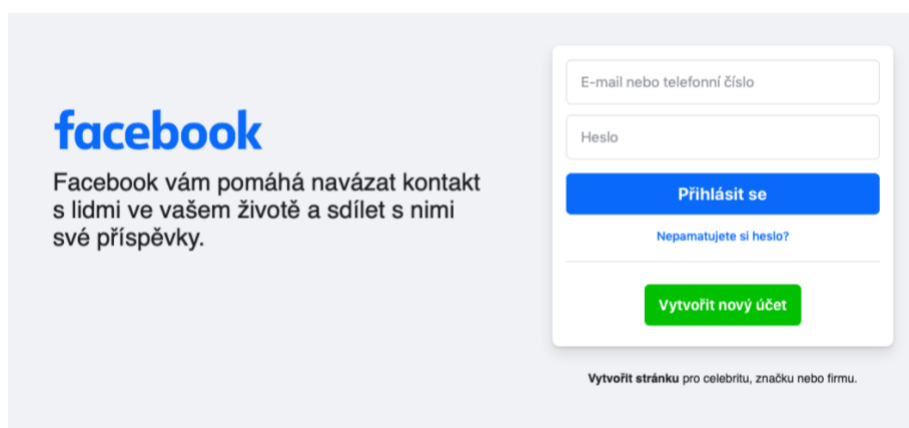 facebook
Facebook vám pomáhá navázat kontakt
s lidmi ve vašem životě a sdílet s nimi
své příspěvky.
E-mail nebo telefonní číslo
Heslo
Přihlásit se
Nepamatujete si heslo?
Vytvořit nový účet
Vytvořit stránku pro celebritu, značku nebo firmu.